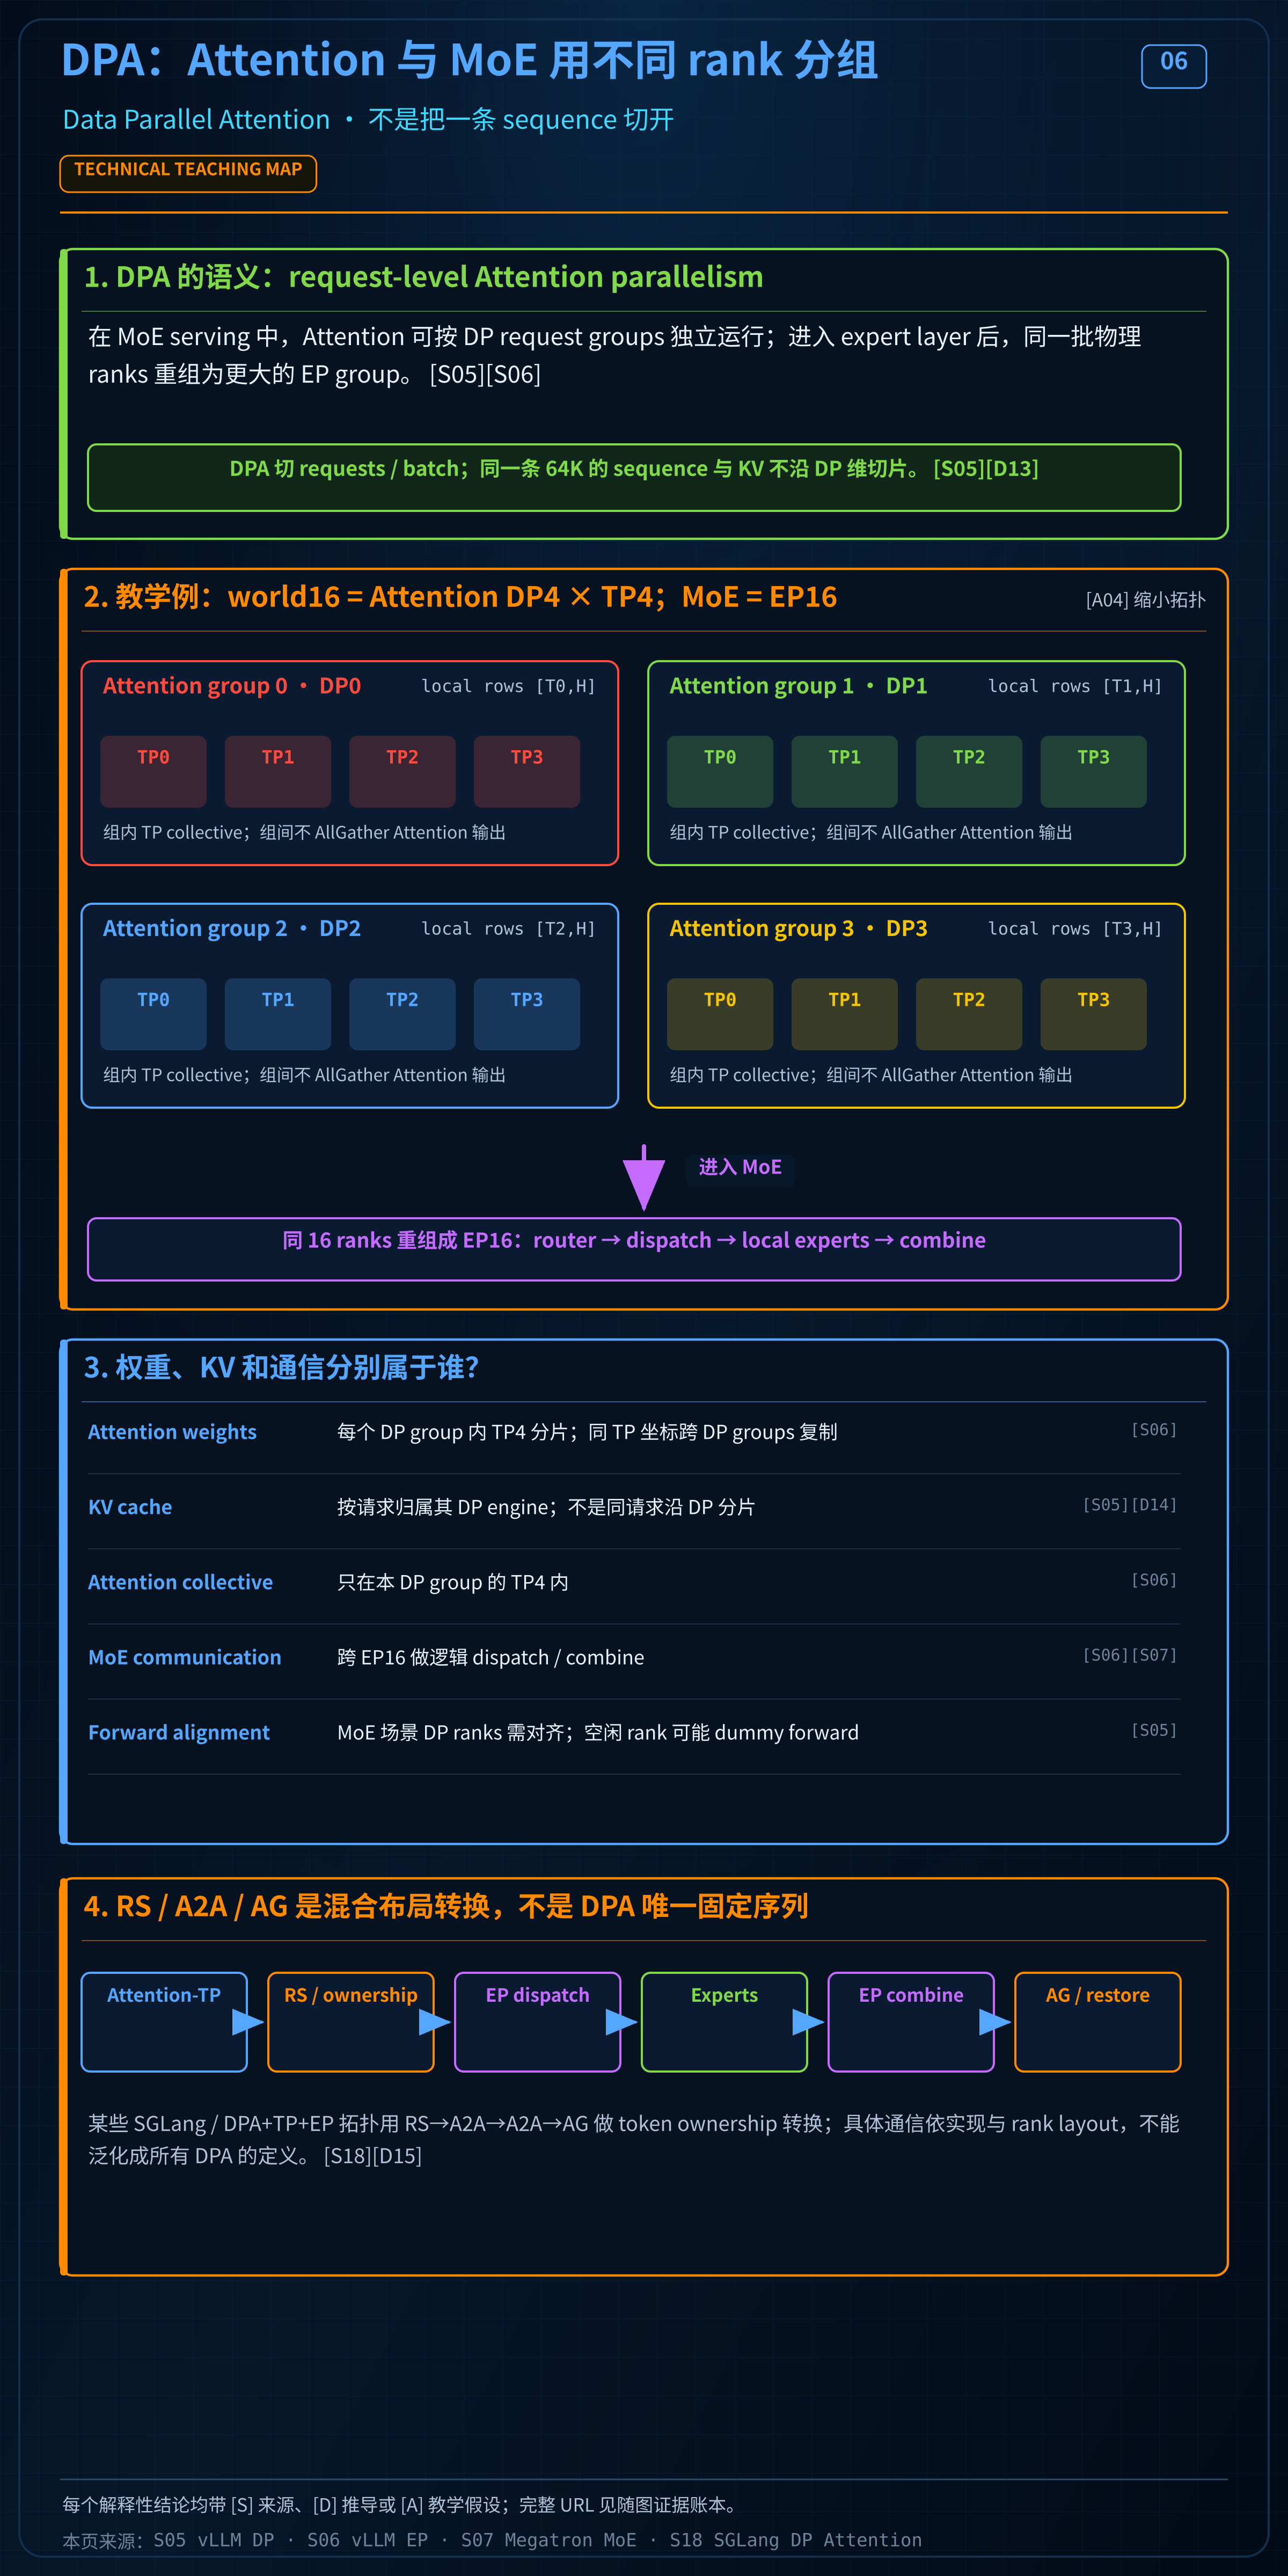 DPA：Attention 与 MoE 用不同 rank 分组
06
Data Parallel Attention • 不是把一条 sequence 切开
TECHNICAL TEACHING MAP
1. DPA 的语义：request-level Attention parallelism
在 MoE serving 中，Attention 可按 DP request groups 独立运行；进入 expert layer 后，同一批物理
ranks 重组为更大的 EP group。 [S05][S06]
DPA 切 requests / batch；同一条 64K 的 sequence 与 KV 不沿 DP 维切片。 [S05][D13]
2. 教学例：world16 = Attention DP4 × TP4；MoE = EP16
[A04] 缩小拓扑
Attention group 0 • DP0
local rows [T0,H]
TP0 TP1 TP2 TP3
组内 TP collective；组间不 AllGather Attention 输出
Attention group 1 • DP1
local rows [T1,H]
TP0 TP1 TP2 TP3
组内 TP collective；组间不 AllGather Attention 输出
Attention group 2 • DP2
local rows [T2,H]
TP0 TP1 TP2 TP3
组内 TP collective；组间不 AllGather Attention 输出
Attention group 3 • DP3
local rows [T3,H]
TP0 TP1 TP2 TP3
组内 TP collective；组间不 AllGather Attention 输出
进入 MoE
同 16 ranks 重组成 EP16：router → dispatch → local experts → combine
3. 权重、KV 和通信分别属于谁？
Attention weights 每个 DP group 内 TP4 分片；同 TP 坐标跨 DP groups 复制 [S06]
KV cache 按请求归属其 DP engine；不是同请求沿 DP 分片 [S05][D14]
Attention collective 只在本 DP group 的 TP4 内 [S06]
MoE communication 跨 EP16 做逻辑 dispatch / combine [S06][S07]
Forward alignment MoE 场景 DP ranks 需对齐；空闲 rank 可能 dummy forward [S05]
4. RS / A2A / AG 是混合布局转换，不是 DPA 唯一固定序列
Attention-TP
RS / ownership
EP dispatch
Experts
EP combine
AG / restore
某些 SGLang / DPA+TP+EP 拓扑用 RS→A2A→A2A→AG 做 token ownership 转换；具体通信依实现与 rank layout，不能
泛化成所有 DPA 的定义。 [S18][D15]
每个解释性结论均带 [S] 来源、[D] 推导或 [A] 教学假设；完整 URL 见随图证据账本。
本页来源：S05 vLLM DP · S06 vLLM EP · S07 Megatron MoE · S18 SGLang DP Attention